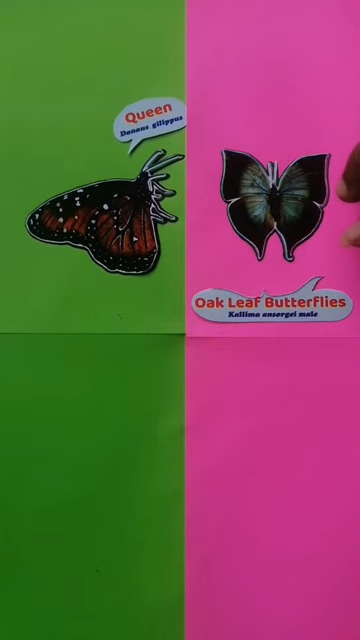 Queen
Danaus gilippus
Oak Leaf Butterflies
Kallima ansorgei male